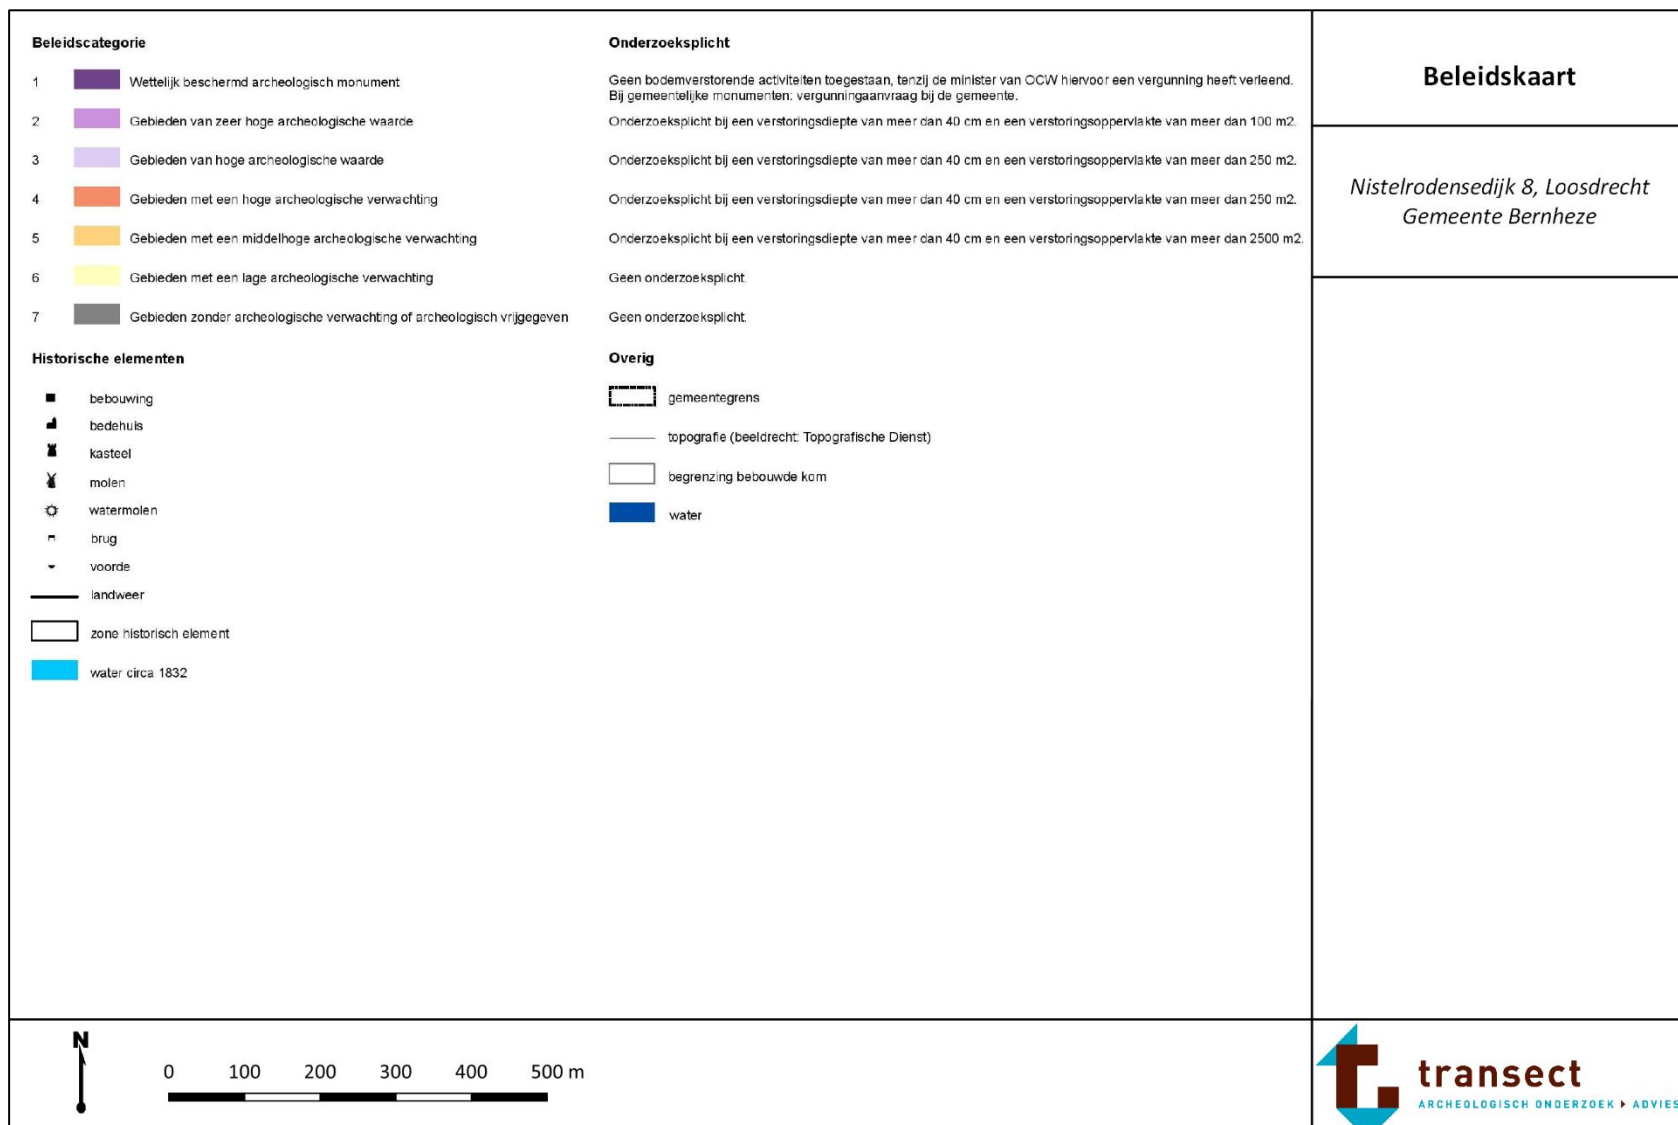 Beleidscategorie Onderzoeksplicht
1 Wettelijk beschermd archeologisch monument Geen bodemverstorende activiteiten toegestaan, tenzij de minister van OCW hiervoor een vergunning heeft verleend.
Bij gemeentelijke monumenten: vergunningaanvraag bij de gemeente.
2 Gebieden van zeer hoge archeologische waarde Onderzoeksplicht bij een verstoringsdiepte van meer dan 40 cm en een verstoringsoppervlakte van meer dan 100 m2.
3 Gebieden van hoge archeologische waarde Onderzoeksplicht bij een verstoringsdiepte van meer dan 40 cm en een verstoringsoppervlakte van meer dan 250 m2.
4 Gebieden met een hoge archeologische verwachting Onderzoeksplicht bij een verstoringsdiepte van meer dan 40 cm en een verstoringsoppervlakte van meer dan 250 m2.
5 Gebieden met een middelhoge archeologische verwachting Onderzoeksplicht bij een verstoringsdiepte van meer dan 40 cm en een verstoringsoppervlakte van meer dan 2500 m2.
6 Gebieden met een lage archeologische verwachting Geen onderzoeksplicht.
7 Gebieden zonder archeologische verwachting of archeologisch vrijgegeven Geen onderzoeksplicht.
Historische elementen
bebouwing
bedehuis
kasteel
molen
watermolen
brug
voorde
landweer
zone historisch element
water circa 1832
Overig
gemeentegrens
topografie (beeldrecht: Topografische Dienst)
begrenzing bebouwde kom
water
Beleidskaart
Nistelrodensedijk 8, Loosdrecht
Gemeente Bernheze
N
0 100 200 300 400 500 m
transect
ARCHEOLOGISCH ONDERZOEK ▶ ADVIES